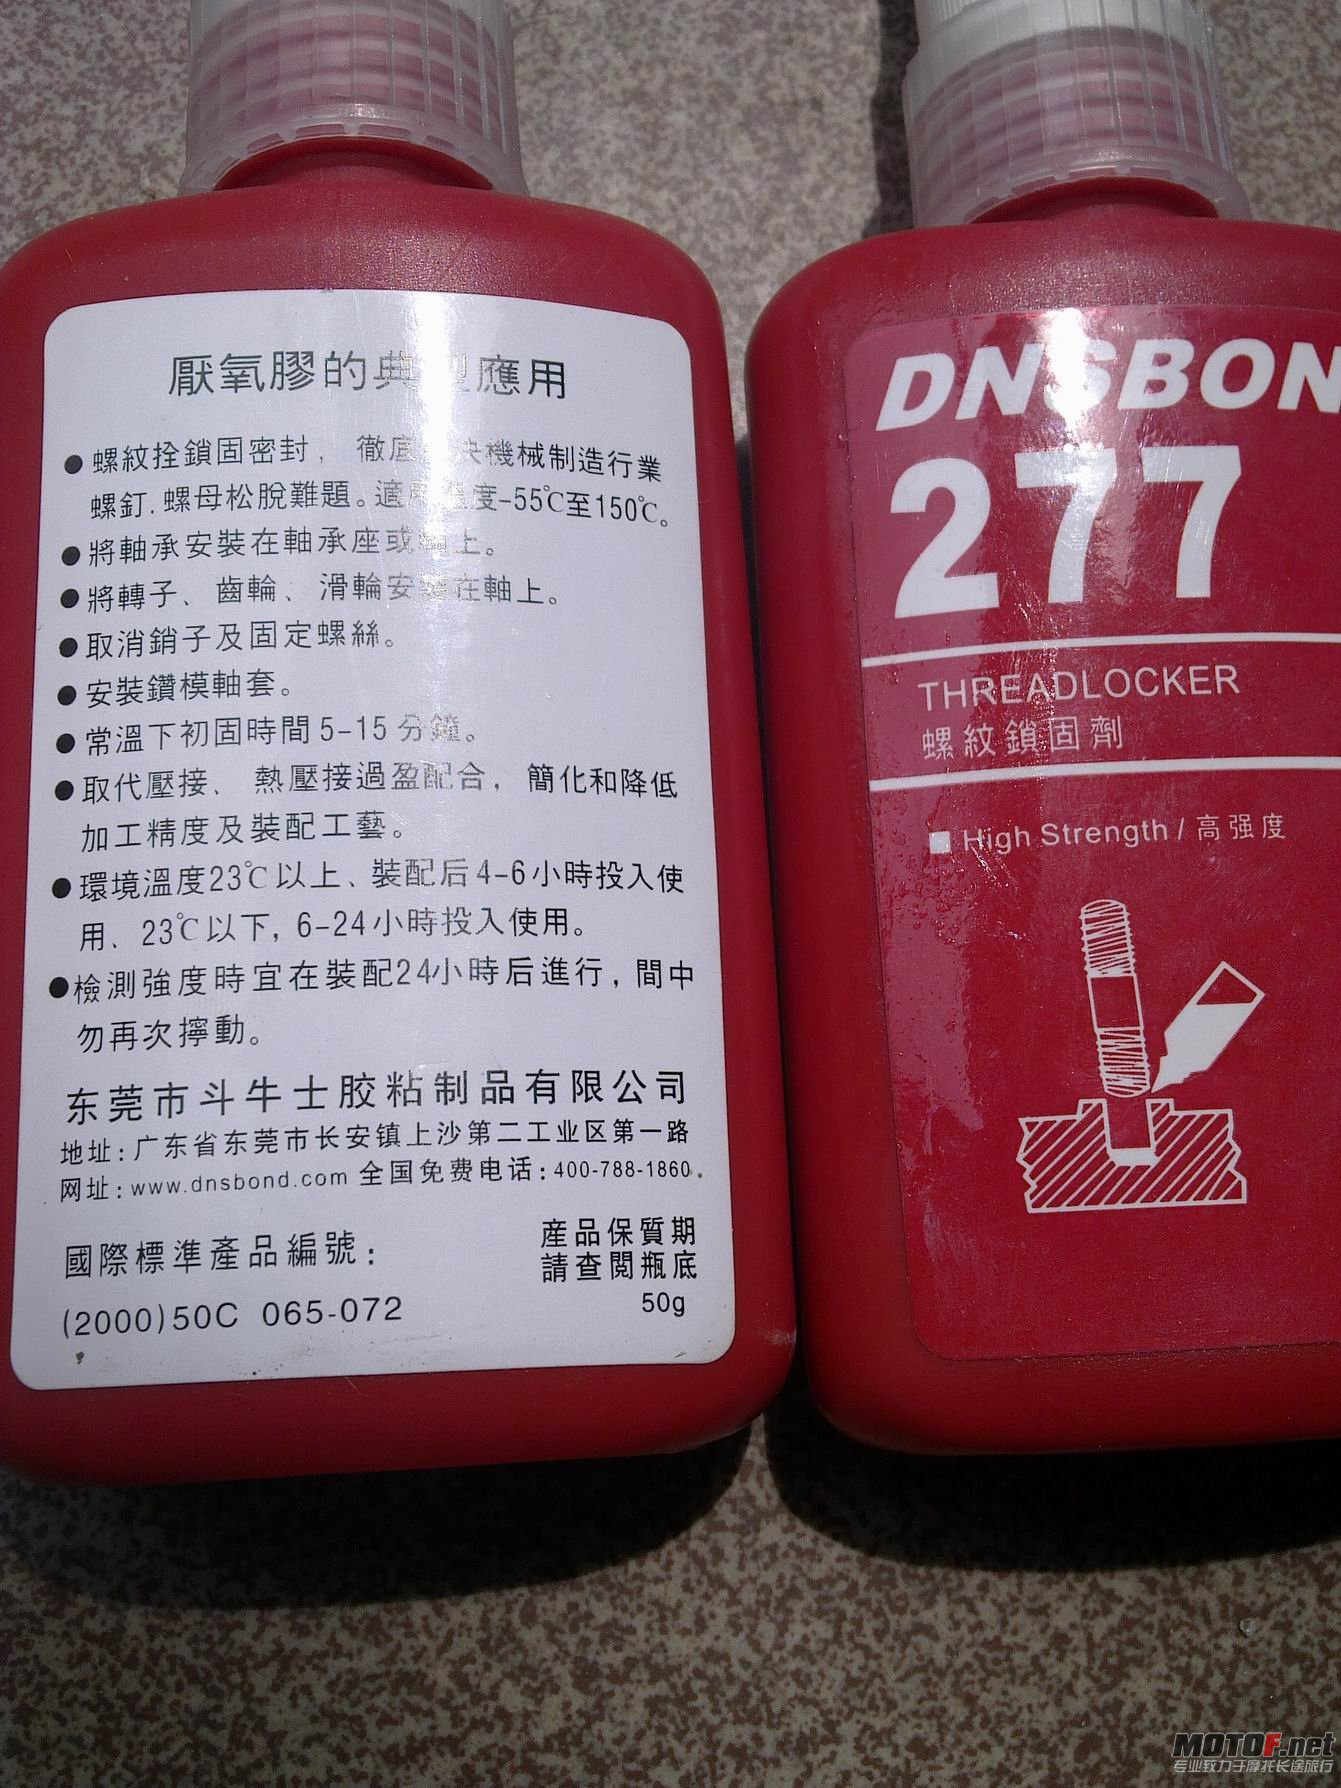 厭氧膠的典型應用
●螺紋拴鎖固密封，徹底解決機械制造行業
螺釘.螺母松脫難題。適用溫度-55℃至150℃。
●將軸承安裝在軸承座或軸上。
●將轉子、齒輪、滑輪安裝在軸上。
●取消銷子及固定螺絲。
●安裝鑽模軸套。
●常溫下初固時間5-15分鐘。
●取代壓接、熱壓接過盈配合，簡化和降低
加工精度及裝配工藝。
●環境溫度23℃以上、裝配后4-6小時投入使
用、23℃以下,6-24小時投入使用。
●檢測強度時宜在裝配24小時后進行,間中
勿再次擰動。
东莞市斗牛士胶粘制品有限公司
地址:广东省东莞市长安镇上沙第二工业区第一路
网址:www.dnsbond.com 全国免费电话:400-788-1860.
國際標準產品編號:
(2000)50C 065-072
産品保質期
請查閲瓶底
50g
DNSBON
277
THREADLOCKER
螺紋鎖固劑
High Strength / 高强度
MOTOF.net
专业致力于摩托长途旅行